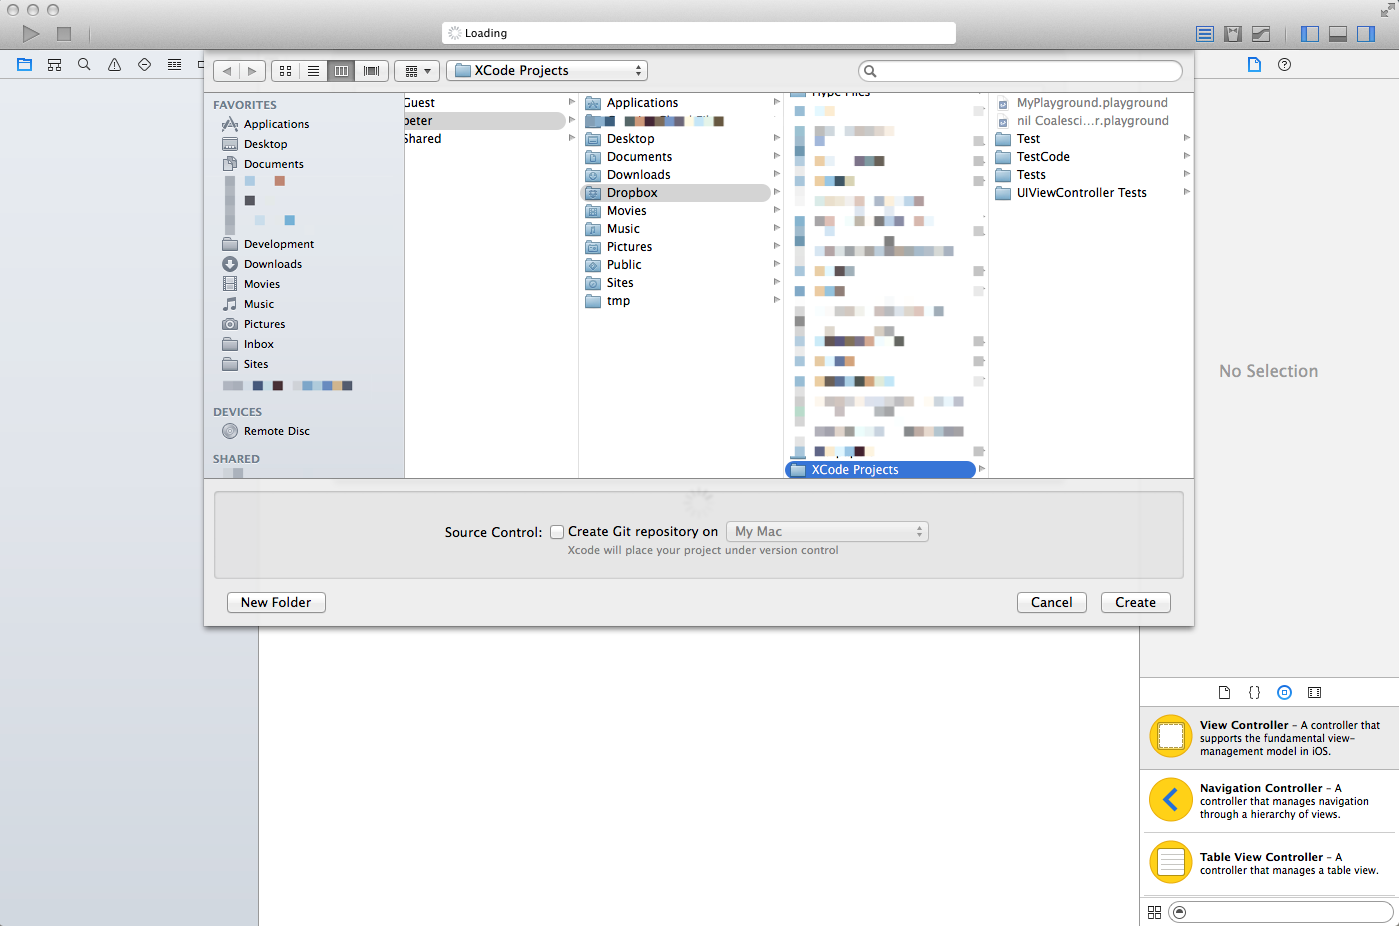 Loading
XCode Projects
FAVORITES
Applications
Desktop
Documents
Development
Downloads
Movies
Music
Pictures
Inbox
Sites
DEVICES
Remote Disc
SHARED
Guest
peter
Shared
Applications
Desktop
Documents
Downloads
Dropbox
Movies
Music
Pictures
Public
Sites
tmp
Hype Files
XCode Projects
MyPlayground.playground
nil Coalesci...r.playground
Test
TestCode
Tests
UIViewController Tests
No Selection
Source Control: Create Git repository on My Mac
Xcode will place your project under version control
New Folder
Cancel
Create
View Controller – A controller that
supports the fundamental view-
management model in iOS.
Navigation Controller – A
controller that manages navigation
through a hierarchy of views.
Table View Controller – A
controller that manages a table view.